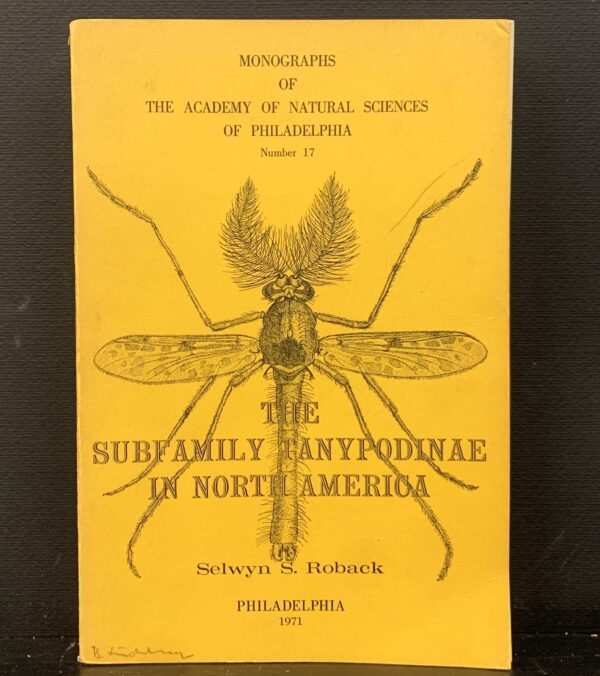 MONOGRAPHS
OF
THE ACADEMY OF NATURAL SCIENCES
OF PHILADELPHIA
Number 17
THE
SUBFAMILY TANYPODINAE
IN NORTH AMERICA
Selwyn S. Roback
PHILADELPHIA
1971
B.